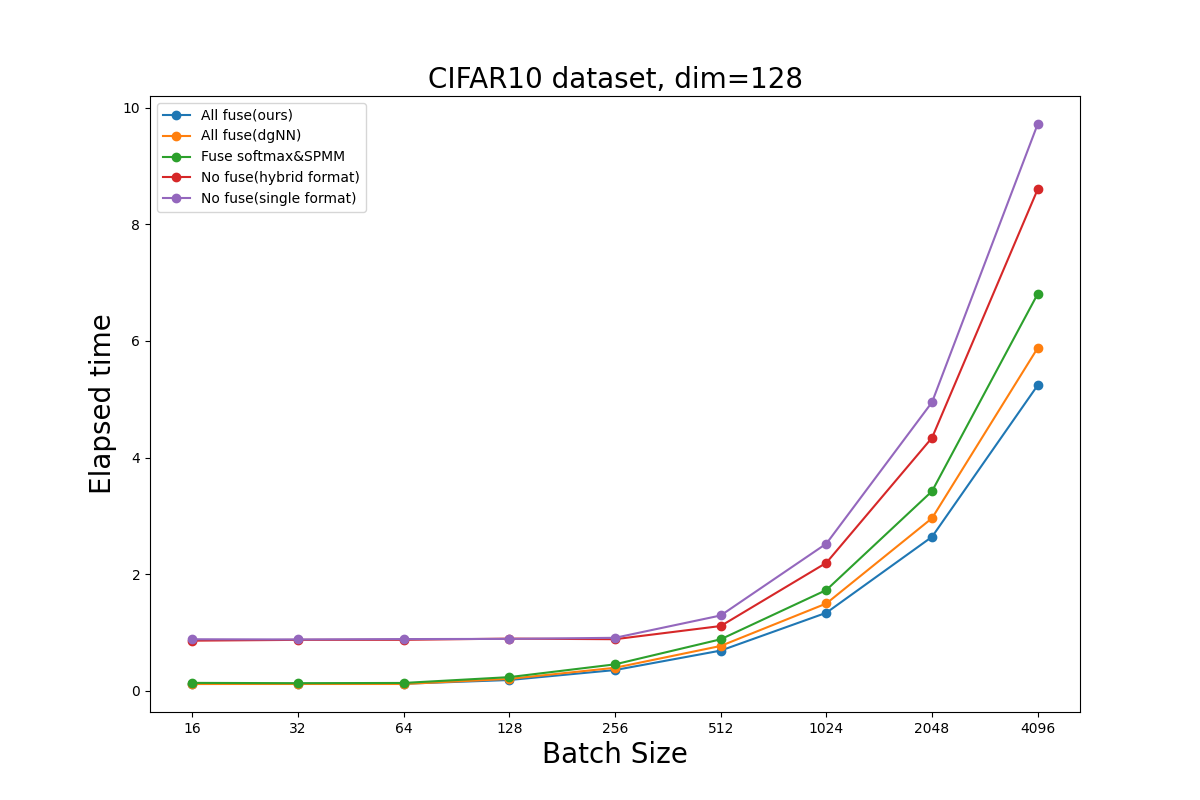 CIFAR10 dataset, dim=128
All fuse(ours)
All fuse(dgNN)
Fuse softmax&SPMM
No fuse(hybrid format)
No fuse(single format)
Elapsed time
10
8
6
4
2
0
16 32 64 128 256 512 1024 2048 4096
Batch Size